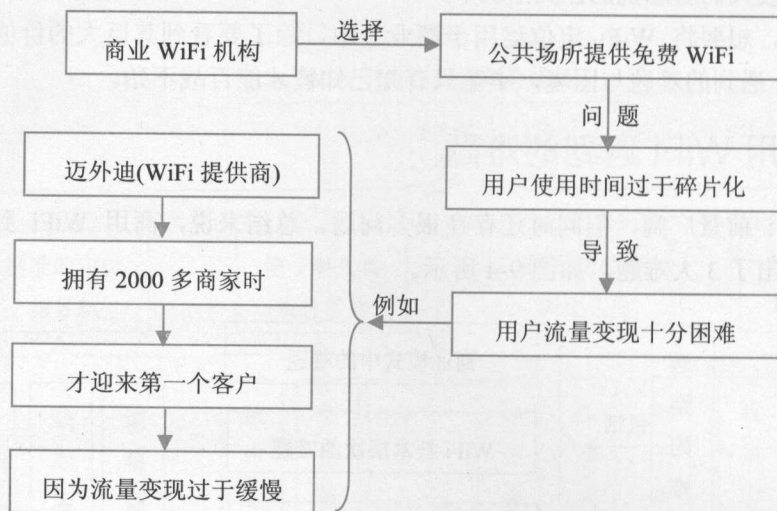 商业 WiFi 机构
选择
公共场所提供免费 WiFi
问 题
用户使用时间过于碎片化
导 致
用户流量变现十分困难
例如
迈外迪(WiFi 提供商)
拥有 2000 多商家时
才迎来第一个客户
因为流量变现过于缓慢